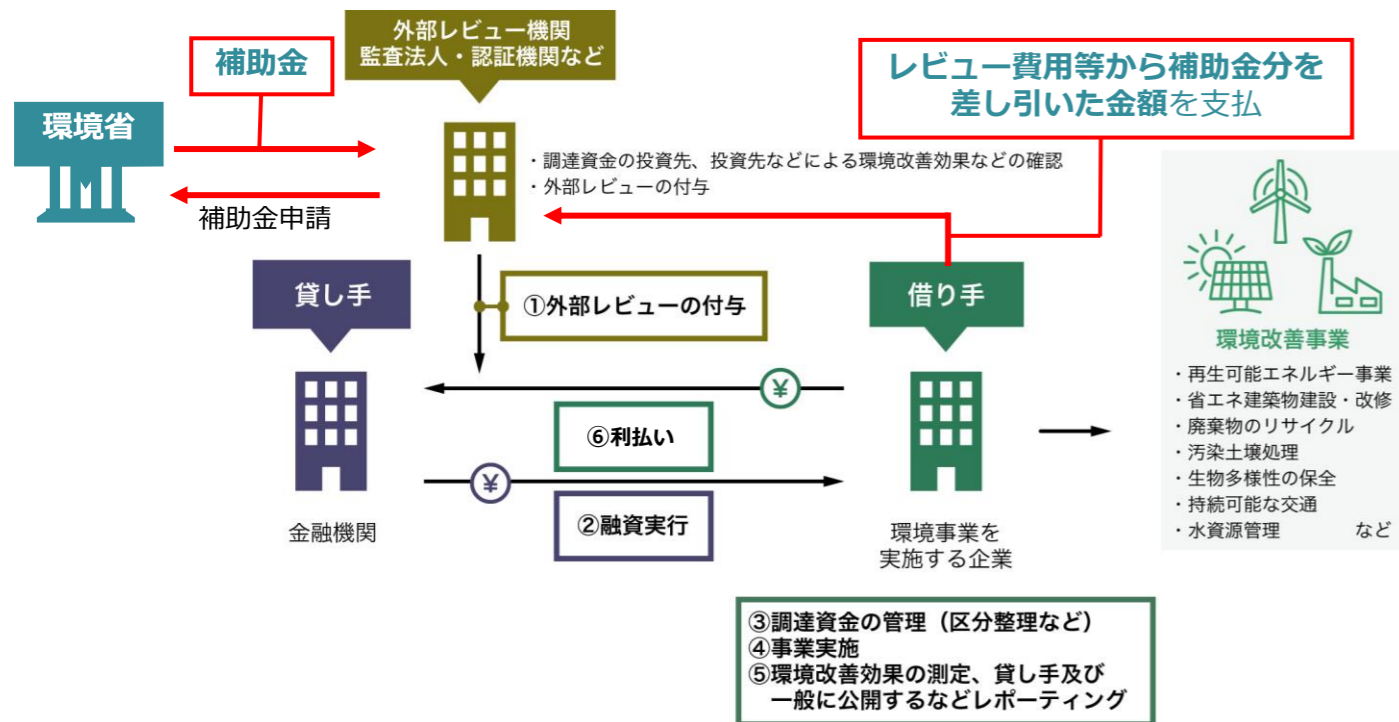 外部レビュー機関
監査法人・認証機関など
補助金
環境省
補助金申請
レビュー費用等から補助金分を
差し引いた金額を支払
・調達資金の投資先、投資先などによる環境改善効果などの確認
・外部レビューの付与
貸し手
①外部レビューの付与
借り手
¥
⑥利払い
¥
②融資実行
金融機関
環境事業を
実施する企業
環境改善事業
・再生可能エネルギー事業
・省エネ建築物建設・改修
・廃棄物のリサイクル
・汚染土壌処理
・生物多様性の保全
・持続可能な交通
・水資源管理 など
③調達資金の管理（区分整理など）
④事業実施
⑤環境改善効果の測定、貸し手及び
一般に公開するなどレポーティング